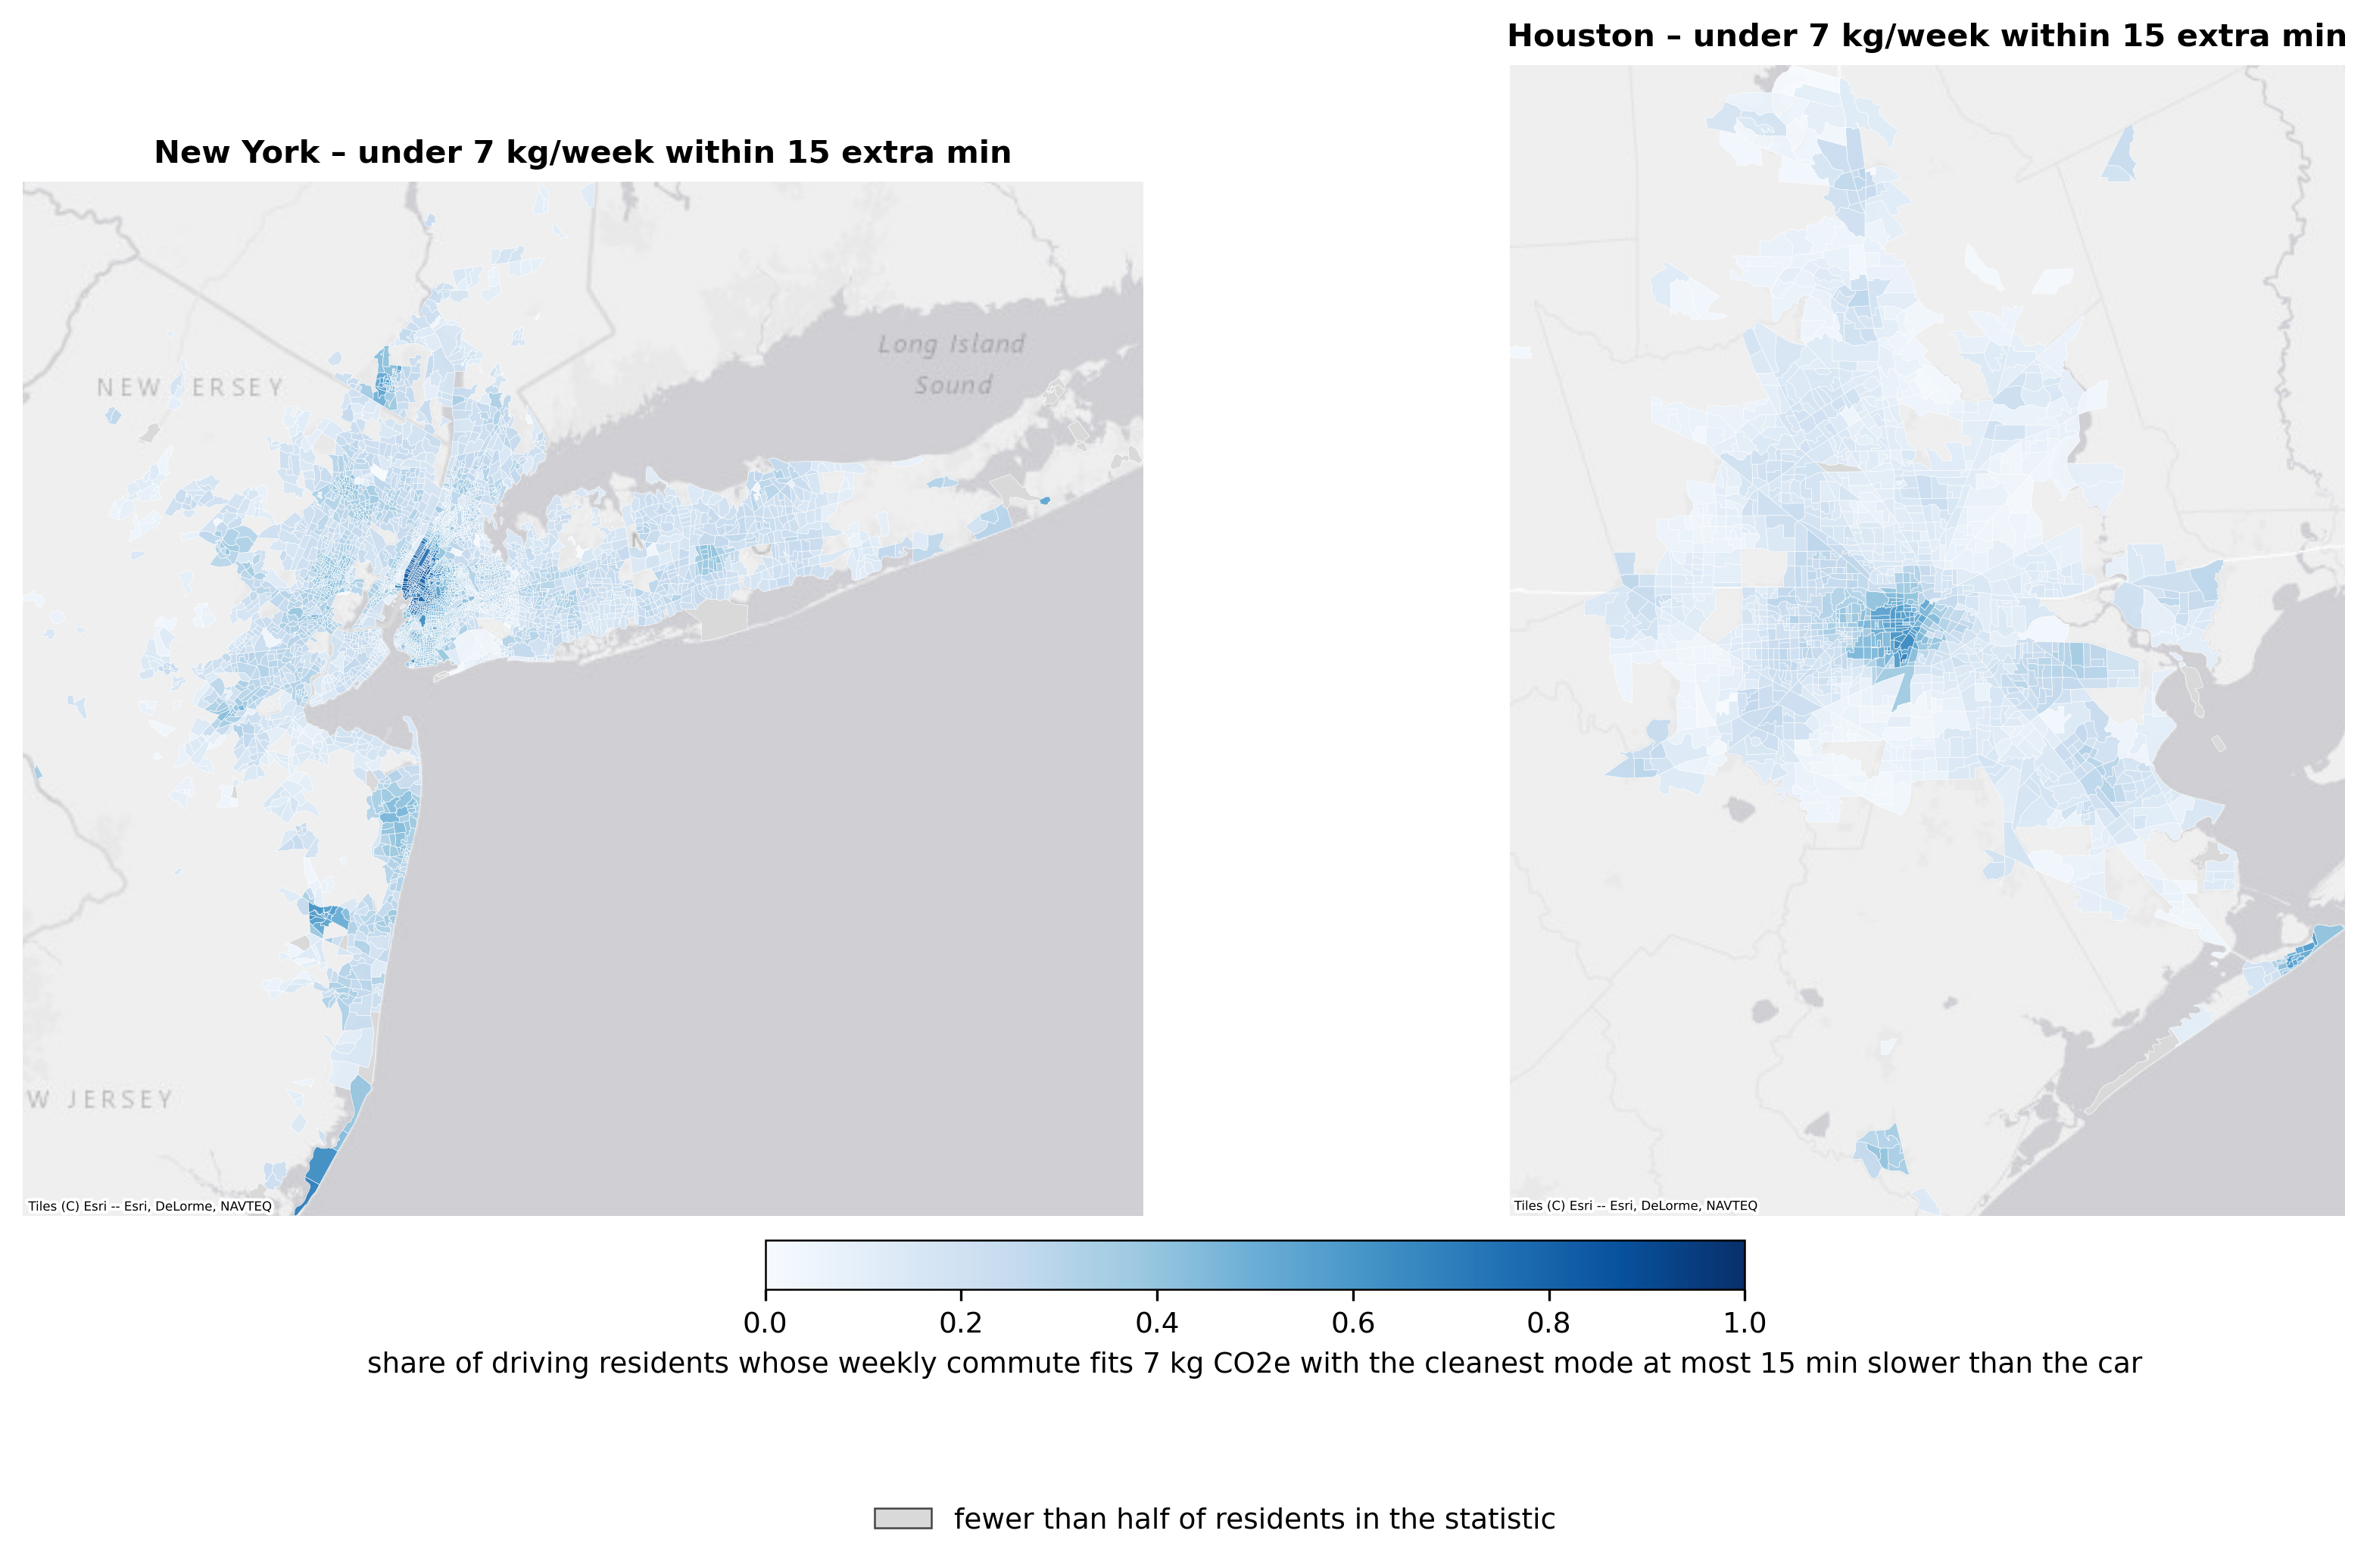 Houston – under 7 kg/week within 15 extra min
New York – under 7 kg/week within 15 extra min
Long Island
Sound
NEW JERSEY
W JERSEY
Tiles (C) Esri -- Esri, DeLorme, NAVTEQ
Tiles (C) Esri -- Esri, DeLorme, NAVTEQ
0.0 0.2 0.4 0.6 0.8 1.0
share of driving residents whose weekly commute fits 7 kg CO2e with the cleanest mode at most 15 min slower than the car
fewer than half of residents in the statistic